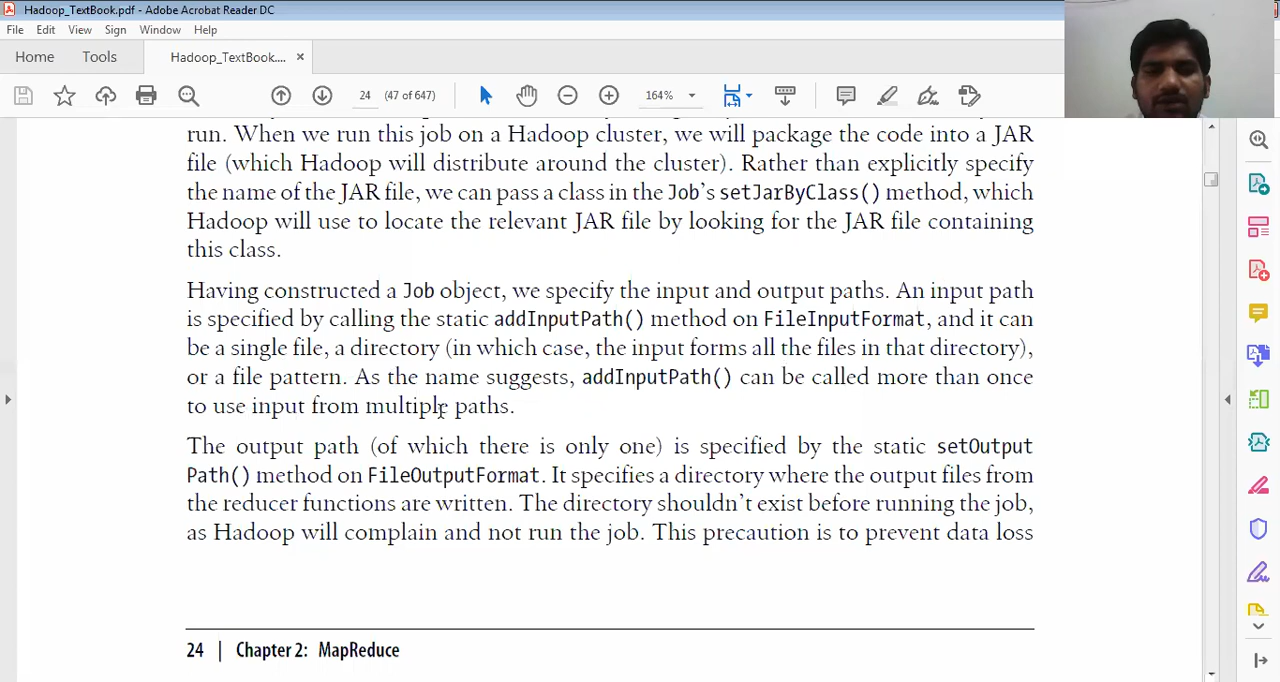 Hadoop_TextBook.pdf - Adobe Acrobat Reader DC
File Edit View Window Sign Help
Home Tools Hadoop_TextBook.... ×
24 (47 of 647) 164%
run. When we run this job on a Hadoop cluster, we will package the code into a JAR
file (which Hadoop will distribute around the cluster). Rather than explicitly specify
the name of the JAR file, we can pass a class in the Job's setJarByClass() method, which
Hadoop will use to locate the relevant JAR file by looking for the JAR file containing
this class.
Having constructed a Job object, we specify the input and output paths. An input path
is specified by calling the static addInputPath() method on FileInputFormat, and it can
be a single file, a directory (in which case, the input forms all the files in that directory),
or a file pattern. As the name suggests, addInputPath() can be called more than once
to use input from multiple paths.
The output path (of which there is only one) is specified by the static setOutput
Path() method on FileOutputFormat. It specifies a directory where the output files from
the reducer functions are written. The directory shouldn't exist before running the job,
as Hadoop will complain and not run the job. This precaution is to prevent data loss
24 | Chapter 2: MapReduce